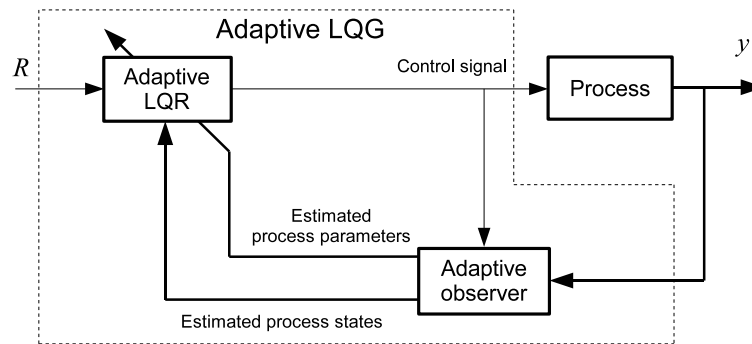 Adaptive LQG
R
Adaptive
LQR
Control signal
Process
y
Estimated
process parameters
Adaptive
observer
Estimated process states